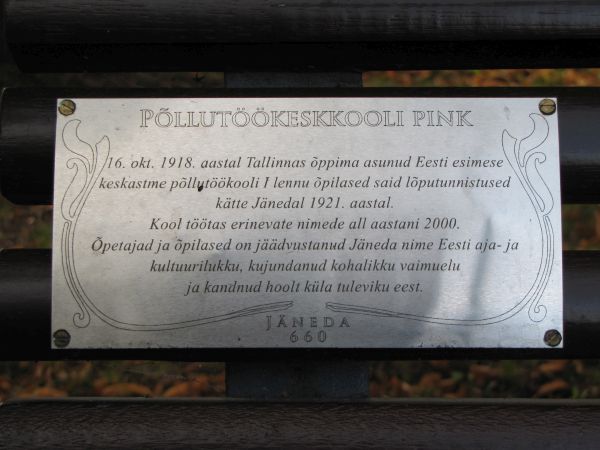 PÕLLUTÖÖKESKKOOLI PINK
16. okt. 1918. aastal Tallinnas õppima asunud Eesti esimese
keskastme põllutöökooli I lennu õpilased said lõputunnistused
kätte Jänedal 1921. aastal.
Kool töötas erinevate nimede all aastani 2000.
Õpetajad ja õpilased on jäädvustanud Jäneda nime Eesti aja- ja
kultuurilukku, kujundanud kohalikku vaimuelu
ja kandnud hoolt küla tuleviku eest.
JÄNEDA
660